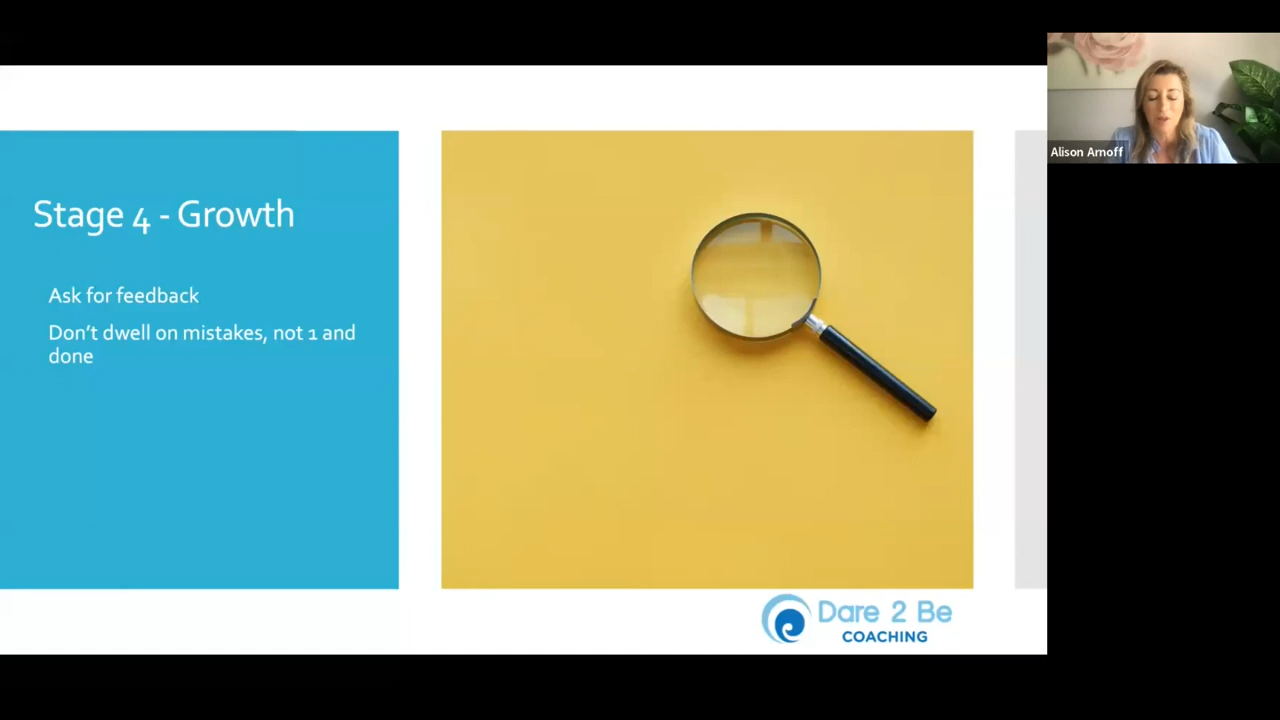 Stage 4 - Growth
Ask for feedback
Don’t dwell on mistakes, not 1 and
done
Dare 2 Be
COACHING
Alison Arnoff